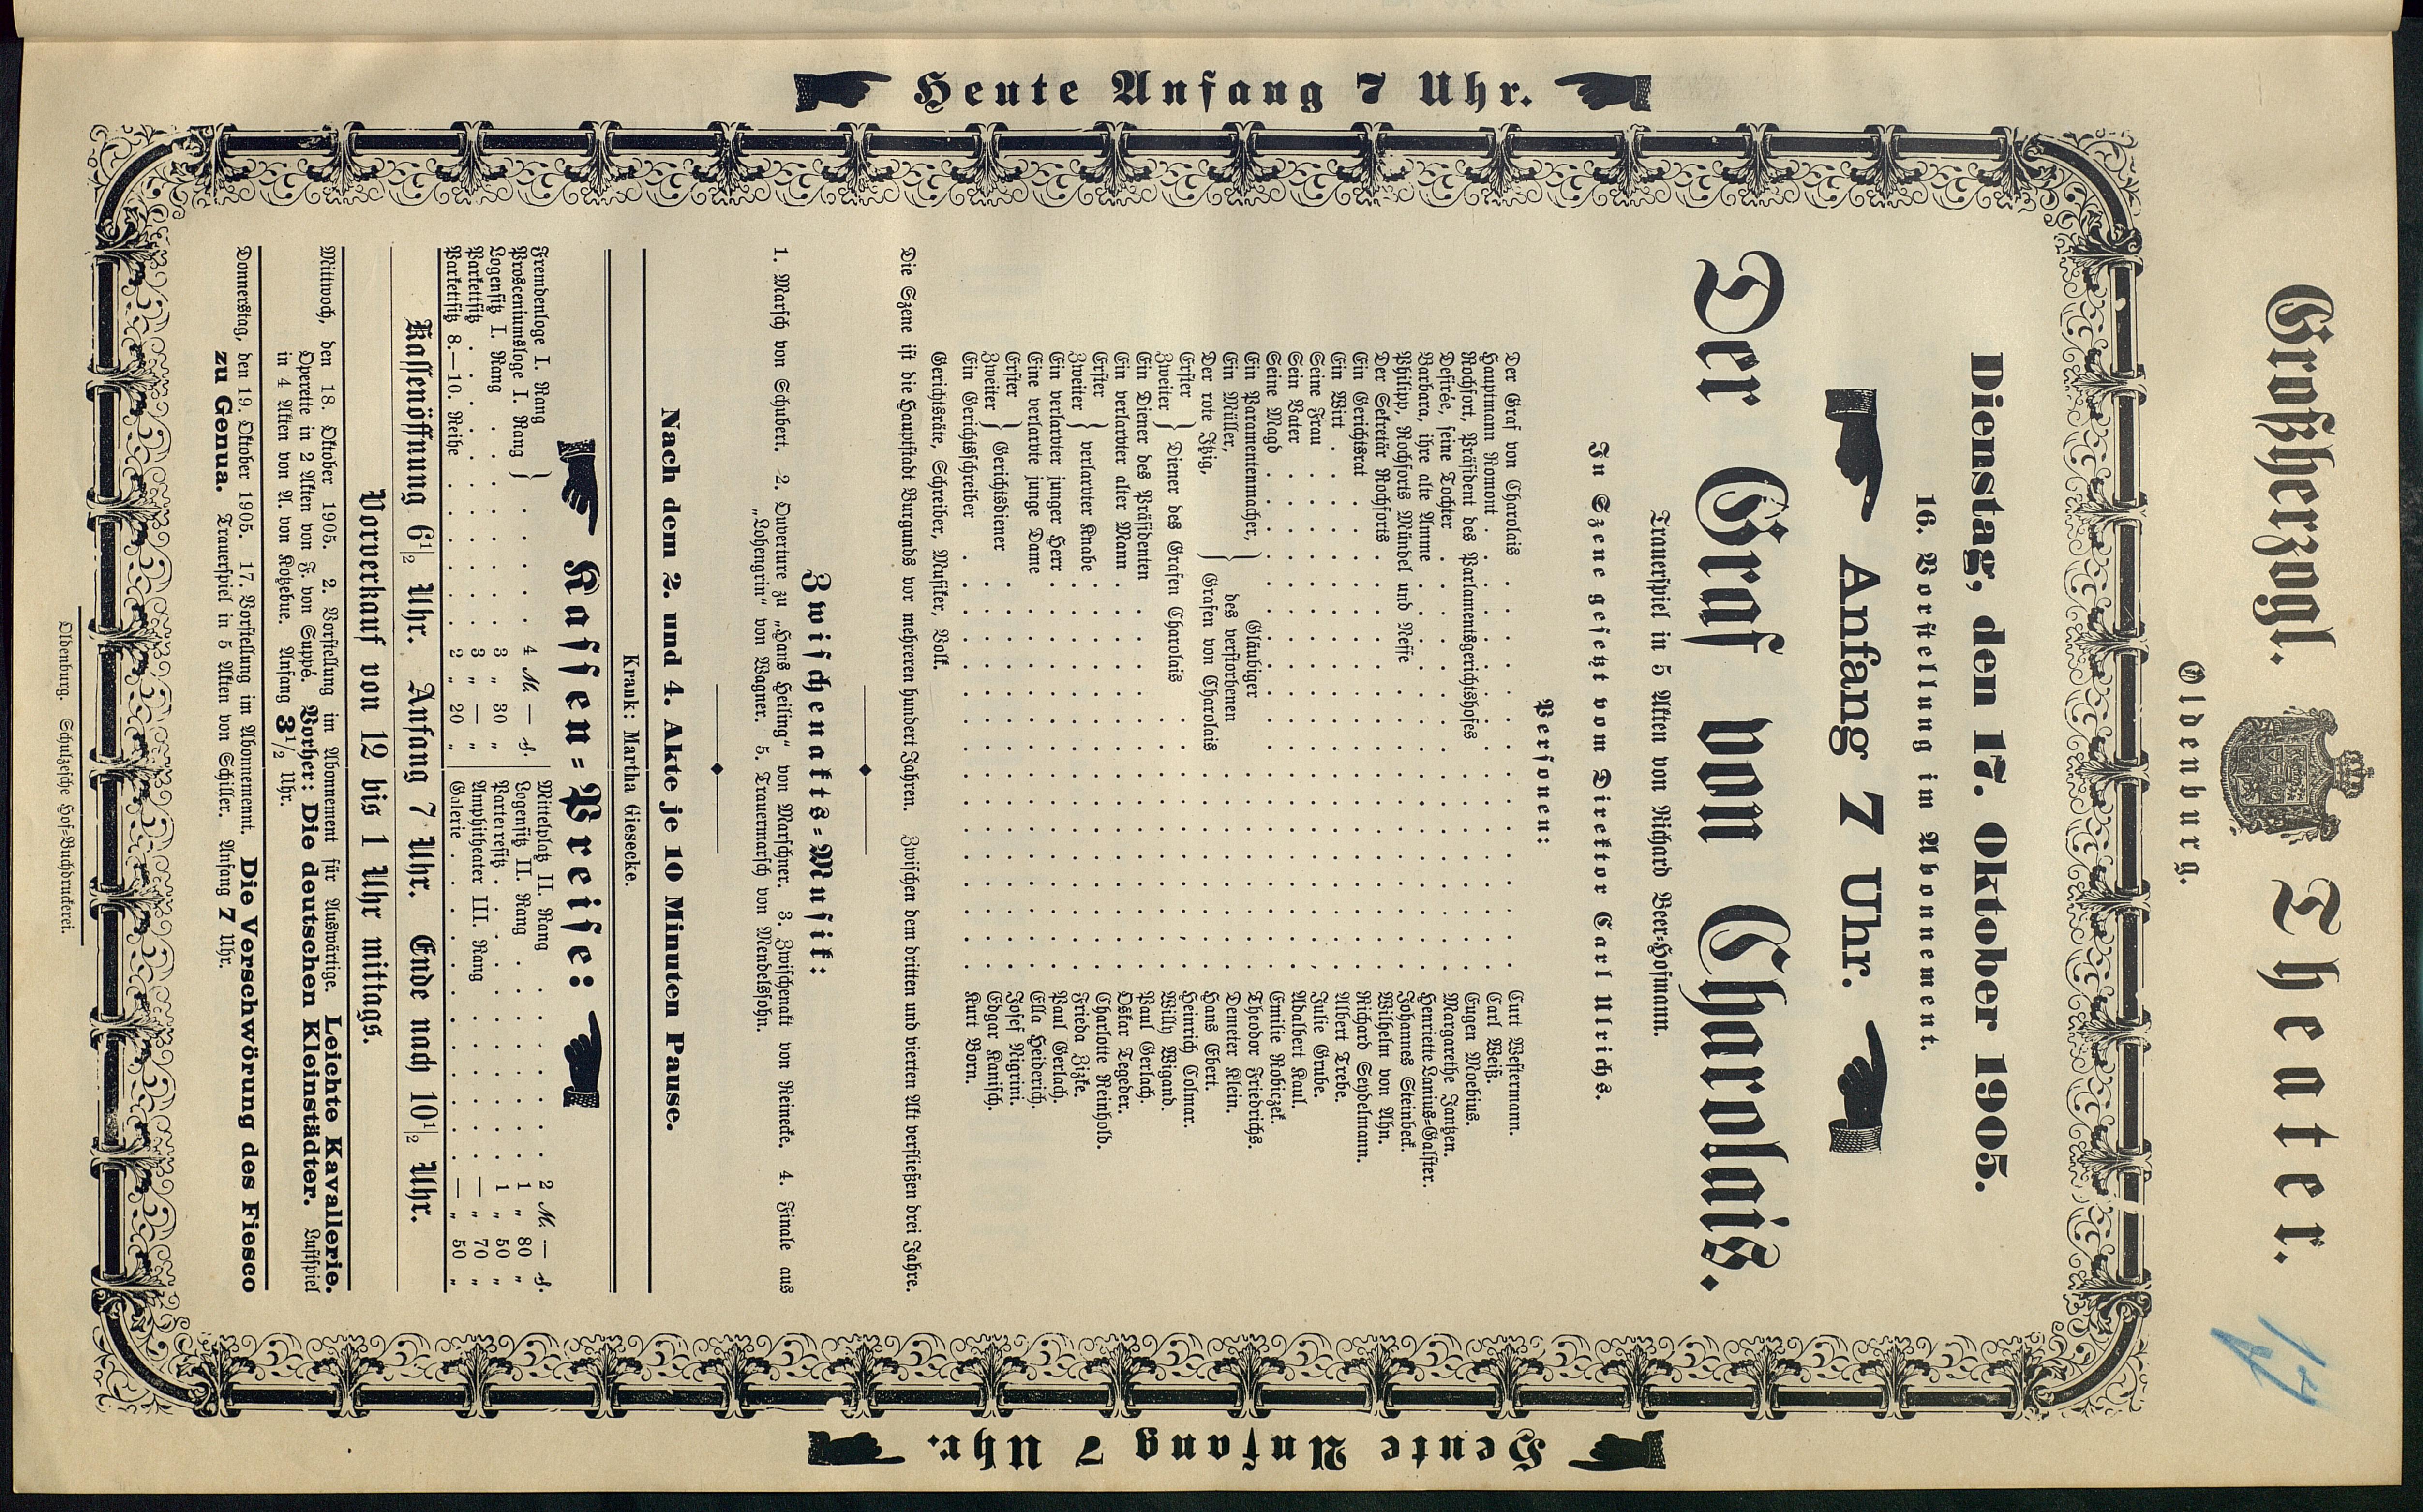 Großherzogl. Theater.
Oldenburg.
17
Heute Anfang 7 Uhr.
Dienstag, den 17. Oktober 1905.
16. Vorstellung im Abonnement.
Anfang 7 Uhr.
Der Graf von Charolais.
Trauerspiel in 5 Akten von Richard Beer-Hofmann.
In Szene gesetzt vom Direktor Carl Ulrichs.
Personen:
Der Graf von Charolais . . . Curt Westermann.
Hauptmann Romont . . . Carl Weiß.
Rochfort, Präsident des Parlamentsgerichtshofes . . . Eugen Moebius.
Desirée, seine Tochter . . . Margarethe Jantzen.
Barbara, ihre alte Amme . . . Henriette Lanius-Galster.
Philipp, Rochforts Mündel und Neffe . . . Johannes Steinbeck.
Der Sekretär Rochforts . . . Wilhelm von Ahn.
Ein Gerichtsrat . . . Richard Seydelmann.
Ein Wirt . . . Albert Trebe.
Seine Frau . . . Julie Grube.
Sein Vater . . . Adalbert Kaul.
Seine Magd . . . Emilie Robiczek.
Ein Paramentenmacher, } Gläubiger . . . Theodor Friedrichs.
Ein Müller, } des verstorbenen . . . Demeter Klein.
Der rote Itzig, } Grafen von Charolais . . . Hans Ebert.
Erster } Diener des Grafen Charolais . . . Heinrich Colmar.
Zweiter } . . . Willy Wigand.
Ein Diener des Präsidenten . . . Paul Gerlach.
Ein verlarvter alter Mann . . . Oskar Tegeder.
Erster } verlarvter Knabe . . . Charlotte Reinhold.
Zweiter } . . . Frieda Zizke.
Ein verlarvter junger Herr . . . Paul Gerlach.
Eine verlarvte junge Dame . . . Ella Heiderich.
Erster } Gerichtsdiener . . . Josef Nigrini.
Zweiter } . . . Edgar Kanisch.
Ein Gerichtsschreiber . . . Kurt Born.
Gerichtsräte, Schreiber, Musiker, Volk.
Die Szene ist die Hauptstadt Burgunds vor mehreren hundert Jahren. Zwischen dem dritten und vierten Akt verfließen drei Jahre.
Zwischenakts-Musik:
1. Marsch von Schubert. 2. Ouverture zu „Hans Heiling“ von Marschner. 3. Zwischenakt von Reinecke. 4. Finale aus
„Lohengrin“ von Wagner. 5. Trauermarsch von Mendelssohn.
Nach dem 2. und 4. Akte je 10 Minuten Pause.
Krank: Martha Giesecke.
Kassen-Preise:
Fremdenloge I. Rang } . . . 4 M. — ₰.
Prosceniumsloge I. Rang }
Logensitz I. Rang . . . 3 „ 30 „
Parkettsitz . . . 3 „ — „
Parkettsitz 8.—10. Reihe . . . 2 „ 20 „
Mittelplatz II. Rang . . . 2 M. — ₰.
Logensitz II. Rang . . . 1 „ 80 „
Parterresitz . . . 1 „ 50 „
Amphitheater III. Rang . . . — „ 70 „
Galerie . . . — „ 50 „
Kassenöffnung 6½ Uhr. Anfang 7 Uhr. Ende nach 10½ Uhr.
Vorverkauf von 12 bis 1 Uhr mittags.
Mittwoch, den 18. Oktober 1905. 2. Vorstellung im Abonnement für Auswärtige. Leichte Kavallerie.
Operette in 2 Akten von F. von Suppé. Vorher: Die deutschen Kleinstädter. Lustspiel
in 4 Akten von A. von Kotzebue. Anfang 3½ Uhr.
Donnerstag, den 19. Oktober 1905. 17. Vorstellung im Abonnement. Die Verschwörung des Fiesco
zu Genua. Trauerspiel in 5 Akten von Schiller. Anfang 7 Uhr.
Heute Anfang 7 Uhr.
Oldenburg. Schulzesche Hof-Buchdruckerei.